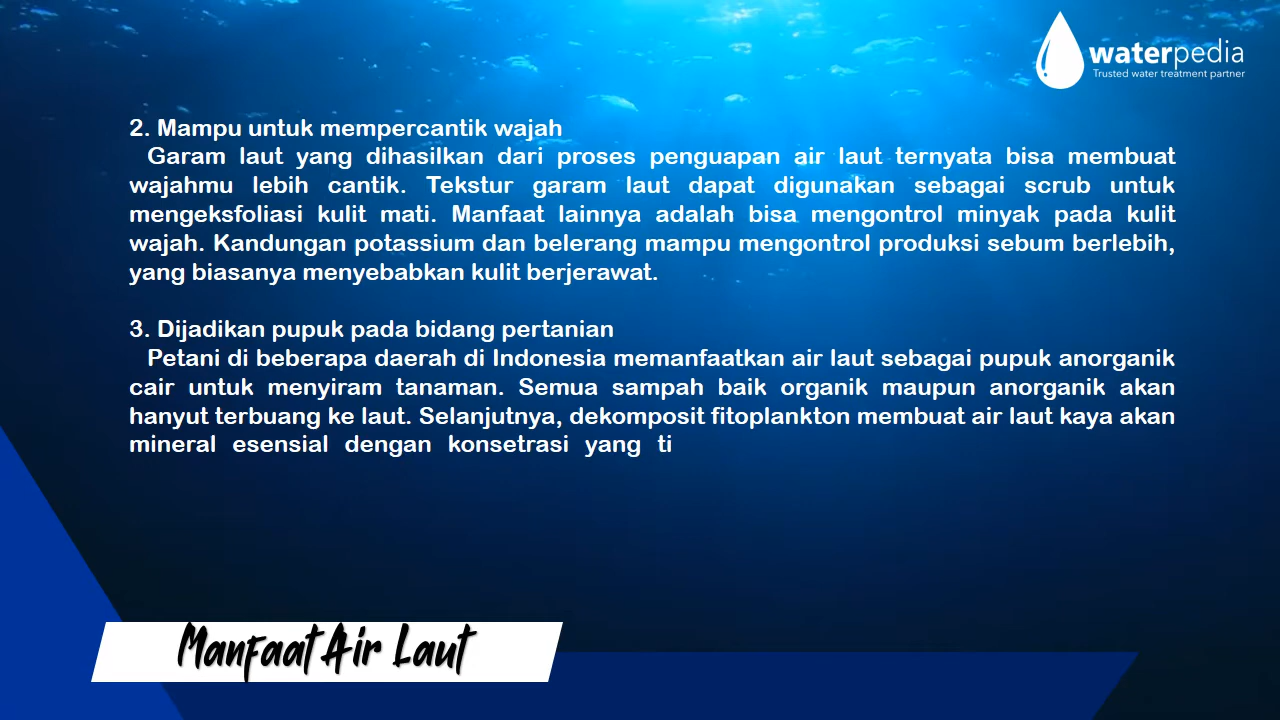 waterpedia
Trusted water treatment partner
2. Mampu untuk mempercantik wajah
Garam laut yang dihasilkan dari proses penguapan air laut ternyata bisa membuat
wajahmu lebih cantik. Tekstur garam laut dapat digunakan sebagai scrub untuk
mengeksfoliasi kulit mati. Manfaat lainnya adalah bisa mengontrol minyak pada kulit
wajah. Kandungan potassium dan belerang mampu mengontrol produksi sebum berlebih,
yang biasanya menyebabkan kulit berjerawat.
3. Dijadikan pupuk pada bidang pertanian
Petani di beberapa daerah di Indonesia memanfaatkan air laut sebagai pupuk anorganik
cair untuk menyiram tanaman. Semua sampah baik organik maupun anorganik akan
hanyut terbuang ke laut. Selanjutnya, dekomposit fitoplankton membuat air laut kaya akan
mineral esensial dengan konsetrasi yang ti
Manfaat Air Laut